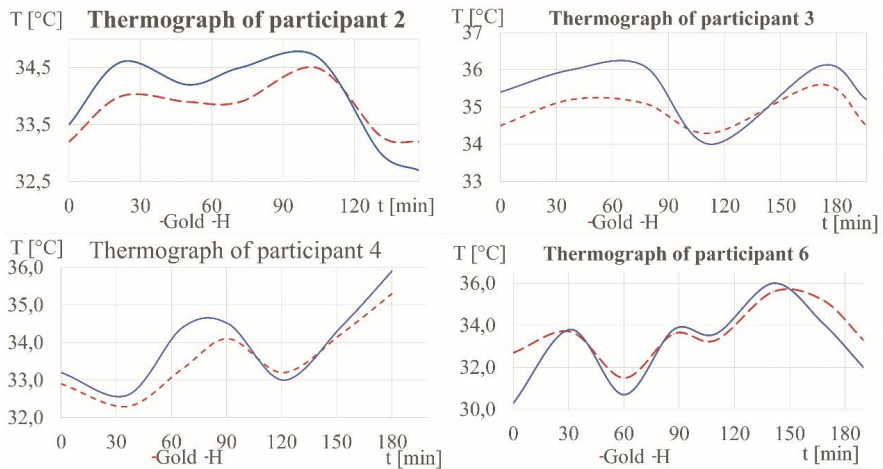 T [°C] Thermograph of participant 2
34,5
33,5
32,5
0 30 60 90 120 t [min]
-Gold -H
T [°C] Thermograph of participant 3
37
36
35
34
33
0 30 60 90 120 150 180
-Gold -H t [min]
T [°C] Thermograph of participant 4
36,0
35,0
34,0
33,0
32,0
0 30 60 90 120 150 180
-Gold -H t [min]
T [°C] Thermograph of participant 6
36,0
34,0
32,0
30,0
0 30 60 90 120 150 180
-Gold -H t [min]